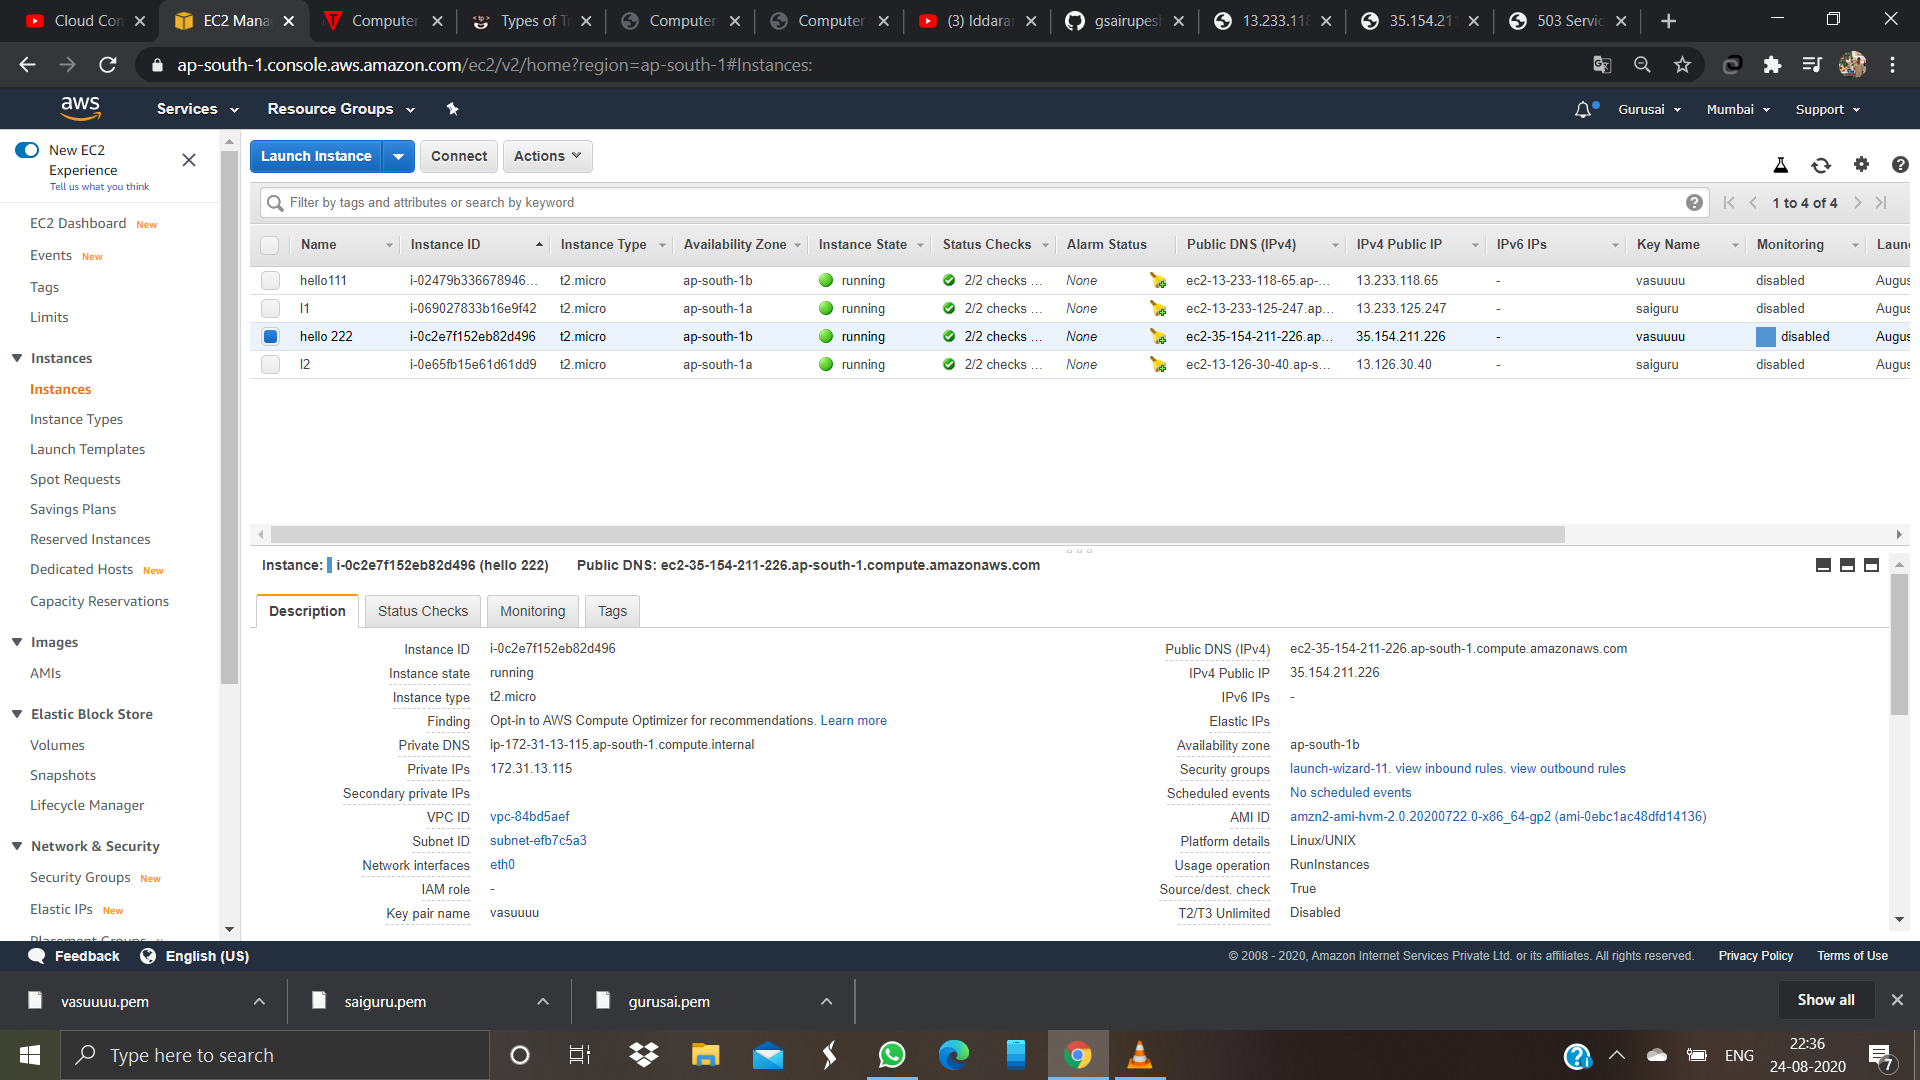 Cloud Con
EC2 Mana
Computer
Types of T
Computer
Computer
(3) Iddaran
gsairupesh
13.233.118
35.154.211
503 Servic
ap-south-1.console.aws.amazon.com/ec2/v2/home?region=ap-south-1#Instances:
aws Services Resource Groups Gurusai Mumbai Support
New EC2
Experience
Tell us what you think
EC2 Dashboard New
Events New
Tags
Limits
Instances
Instances
Instance Types
Launch Templates
Spot Requests
Savings Plans
Reserved Instances
Dedicated Hosts New
Capacity Reservations
Images
AMIs
Elastic Block Store
Volumes
Snapshots
Lifecycle Manager
Network & Security
Security Groups New
Elastic IPs New
Placement Groups
Launch Instance Connect Actions
Filter by tags and attributes or search by keyword 1 to 4 of 4
Name Instance ID Instance Type Availability Zone Instance State Status Checks Alarm Status Public DNS (IPv4) IPv4 Public IP IPv6 IPs Key Name Monitoring Laun
hello111 i-02479b336678946... t2.micro ap-south-1b running 2/2 checks ... None ec2-13-233-118-65.ap-... 13.233.118.65 - vasuuuu disabled Augus
l1 i-069027833b16e9f42 t2.micro ap-south-1a running 2/2 checks ... None ec2-13-233-125-247.ap... 13.233.125.247 - saiguru disabled Augus
hello 222 i-0c2e7f152eb82d496 t2.micro ap-south-1b running 2/2 checks ... None ec2-35-154-211-226.ap... 35.154.211.226 - vasuuuu disabled Augus
l2 i-0e65fb15e61d61dd9 t2.micro ap-south-1a running 2/2 checks ... None ec2-13-126-30-40.ap-s... 13.126.30.40 - saiguru disabled Augus
Instance: i-0c2e7f152eb82d496 (hello 222) Public DNS: ec2-35-154-211-226.ap-south-1.compute.amazonaws.com
Description Status Checks Monitoring Tags
Instance ID i-0c2e7f152eb82d496
Instance state running
Instance type t2.micro
Finding Opt-in to AWS Compute Optimizer for recommendations. Learn more
Private DNS ip-172-31-13-115.ap-south-1.compute.internal
Private IPs 172.31.13.115
Secondary private IPs
VPC ID vpc-84bd5aef
Subnet ID subnet-efb7c5a3
Network interfaces eth0
IAM role -
Key pair name vasuuuu
Public DNS (IPv4) ec2-35-154-211-226.ap-south-1.compute.amazonaws.com
IPv4 Public IP 35.154.211.226
IPv6 IPs -
Elastic IPs
Availability zone ap-south-1b
Security groups launch-wizard-11. view inbound rules. view outbound rules
Scheduled events No scheduled events
AMI ID amzn2-ami-hvm-2.0.20200722.0-x86_64-gp2 (ami-0ebc1ac48dfd14136)
Platform details Linux/UNIX
Usage operation RunInstances
Source/dest. check True
T2/T3 Unlimited Disabled
Feedback English (US) © 2008 - 2020, Amazon Internet Services Private Ltd. or its affiliates. All rights reserved. Privacy Policy Terms of Use
vasuuuu.pem saiguru.pem gurusai.pem Show all
Type here to search ENG 22:36
24-08-2020 7